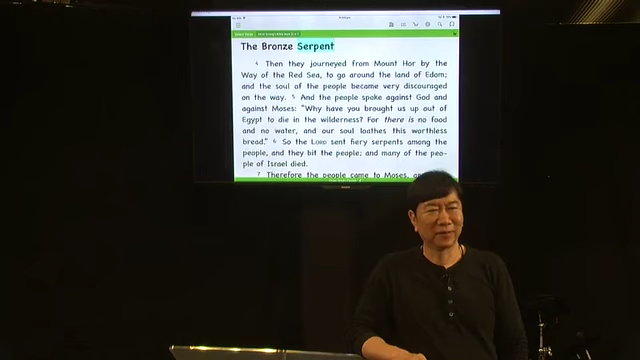 The Bronze Serpent
4 Then they journeyed from Mount Hor by the
Way of the Red Sea, to go around the land of Edom;
and the soul of the people became very discouraged
on the way. 5 And the people spoke against God and
against Moses: "Why have you brought us up out of
Egypt to die in the wilderness? For there is no food
and no water, and our soul loathes this worthless
bread." 6 So the LORD sent fiery serpents among the
people, and they bit the people; and many of the peo-
ple of Israel died.
7 Therefore the people came to Moses,